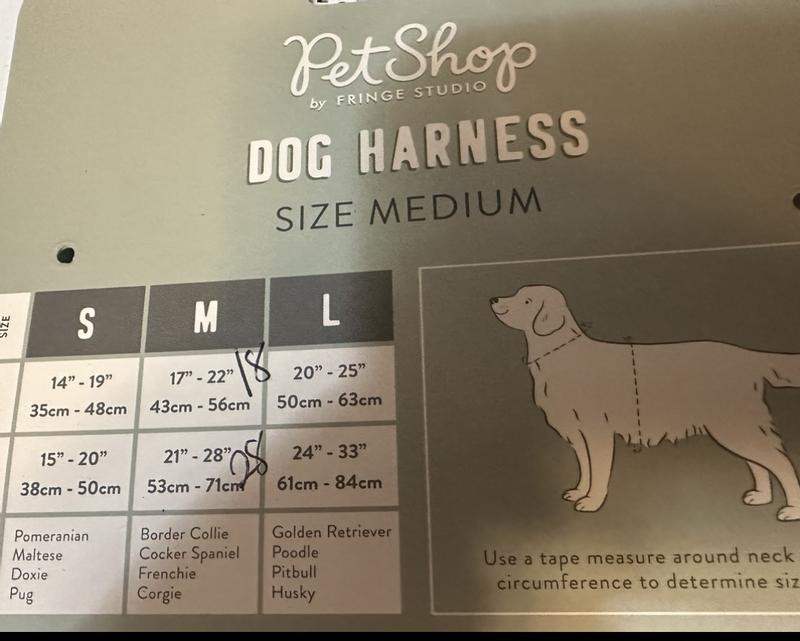 PetShop
by FRINGE STUDIO
DOG HARNESS
SIZE MEDIUM
SIZE S M L
14” - 19” 17” - 22” 18 20” - 25”
35cm - 48cm 43cm - 56cm 50cm - 63cm
15” - 20” 21” - 28” 28 24” - 33”
38cm - 50cm 53cm - 71cm 61cm - 84cm
Pomeranian Border Collie Golden Retriever
Maltese Cocker Spaniel Poodle
Doxie Frenchie Pitbull
Pug Corgie Husky
Use a tape measure around neck
circumference to determine siz